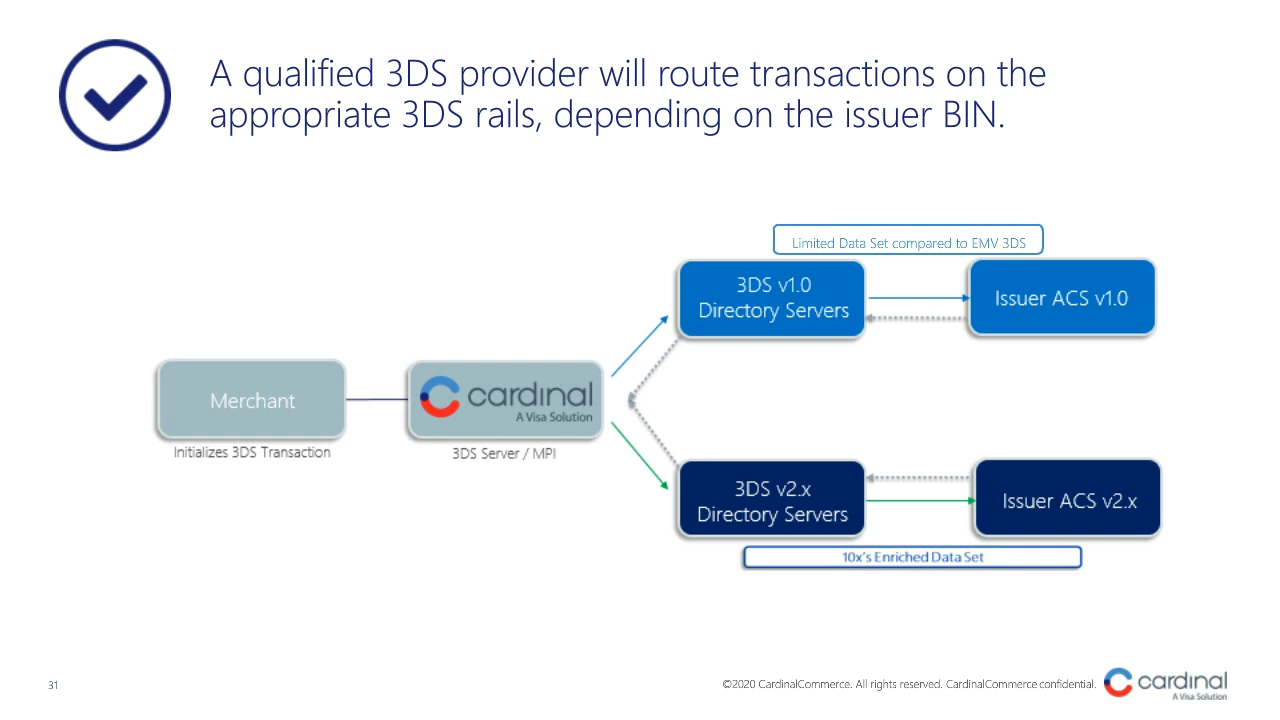 A qualified 3DS provider will route transactions on the
appropriate 3DS rails, depending on the issuer BIN.
Limited Data Set compared to EMV 3DS
3DS v1.0
Directory Servers
Issuer ACS v1.0
Merchant
Initializes 3DS Transaction
cardinal
A Visa Solution
3DS Server / MPI
3DS v2.x
Directory Servers
Issuer ACS v2.x
10x's Enriched Data Set
31
©2020 CardinalCommerce. All rights reserved. CardinalCommerce confidential.
cardinal
A Visa Solution